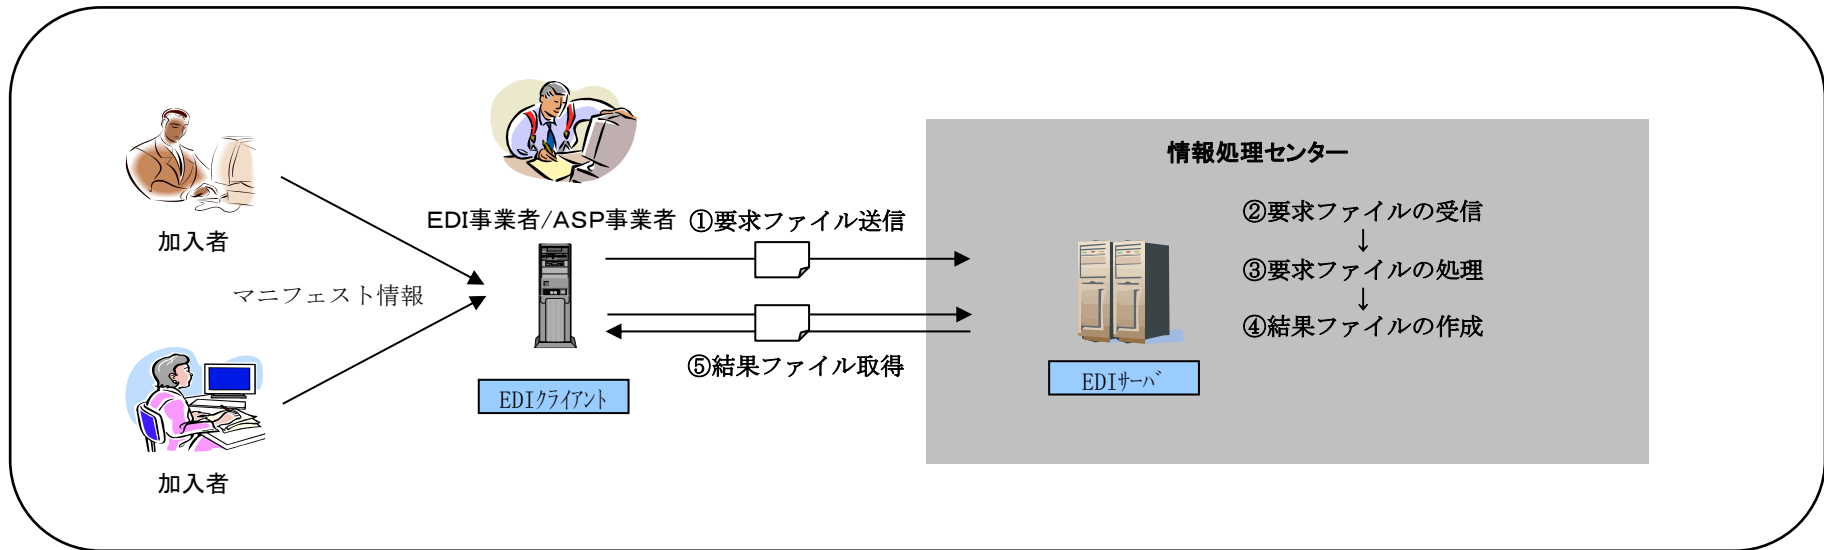 情報処理センター
EDI事業者/ASP事業者
①要求ファイル送信
②要求ファイルの受信
↓
加入者
③要求ファイルの処理
マニフェスト情報
↓
④結果ファイルの作成
⑤結果ファイル取得
EDIｸﾗｲｱﾝﾄ
EDIｻｰﾊﾞ
加入者